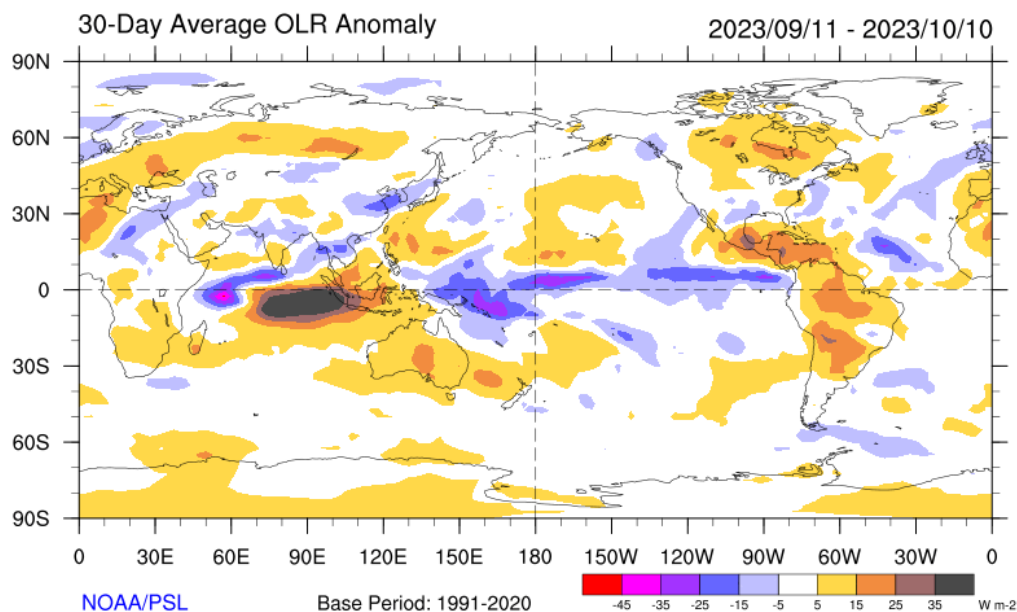 30-Day Average OLR Anomaly 2023/09/11 - 2023/10/10
90N
60N
30N
0
30S
60S
90S
0 30E 60E 90E 120E 150E 180 150W 120W 90W 60W 30W 0
-45 -35 -25 -15 -5 5 15 25 35 W m-2
NOAA/PSL Base Period: 1991-2020